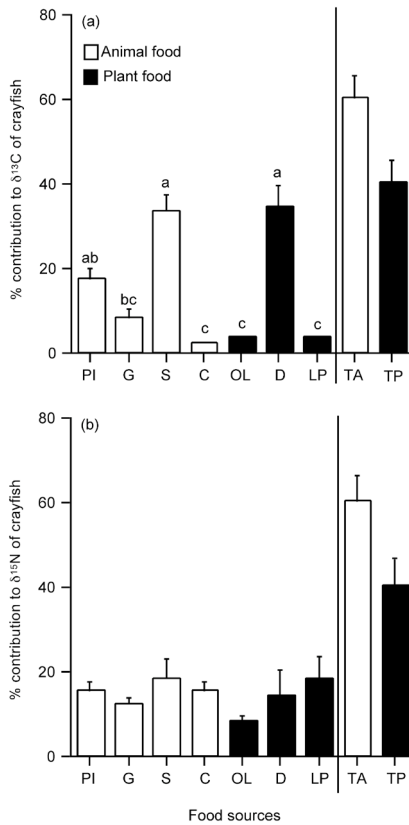 80
(a)
Animal food
Plant food
60
40
20
0
% contribution to δ¹³C of crayfish
ab
bc
a
c
c
a
c
PI G S C OL D LP TA TP
80
(b)
60
40
20
0
% contribution to δ¹⁵N of crayfish
PI G S C OL D LP TA TP
Food sources